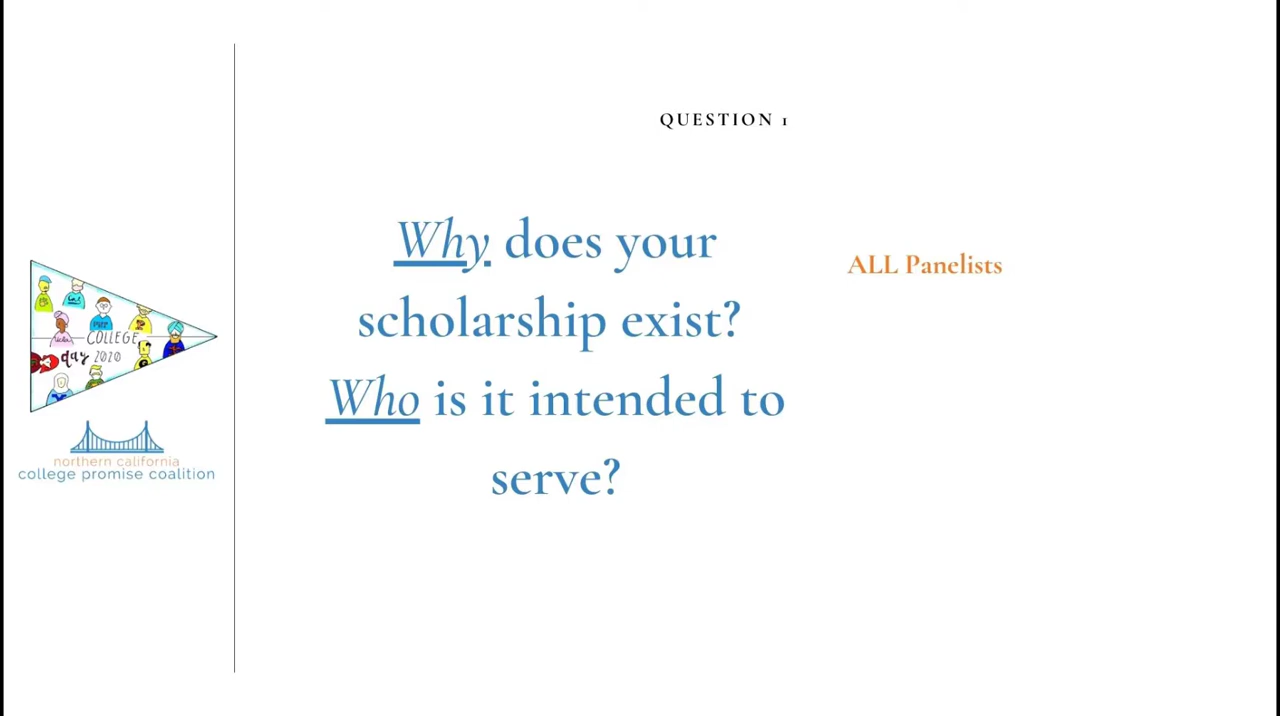 QUESTION 1
Why does your
scholarship exist?
Who is it intended to
serve?
ALL Panelists
COLLEGE
day 2020
northern california
college promise coalition